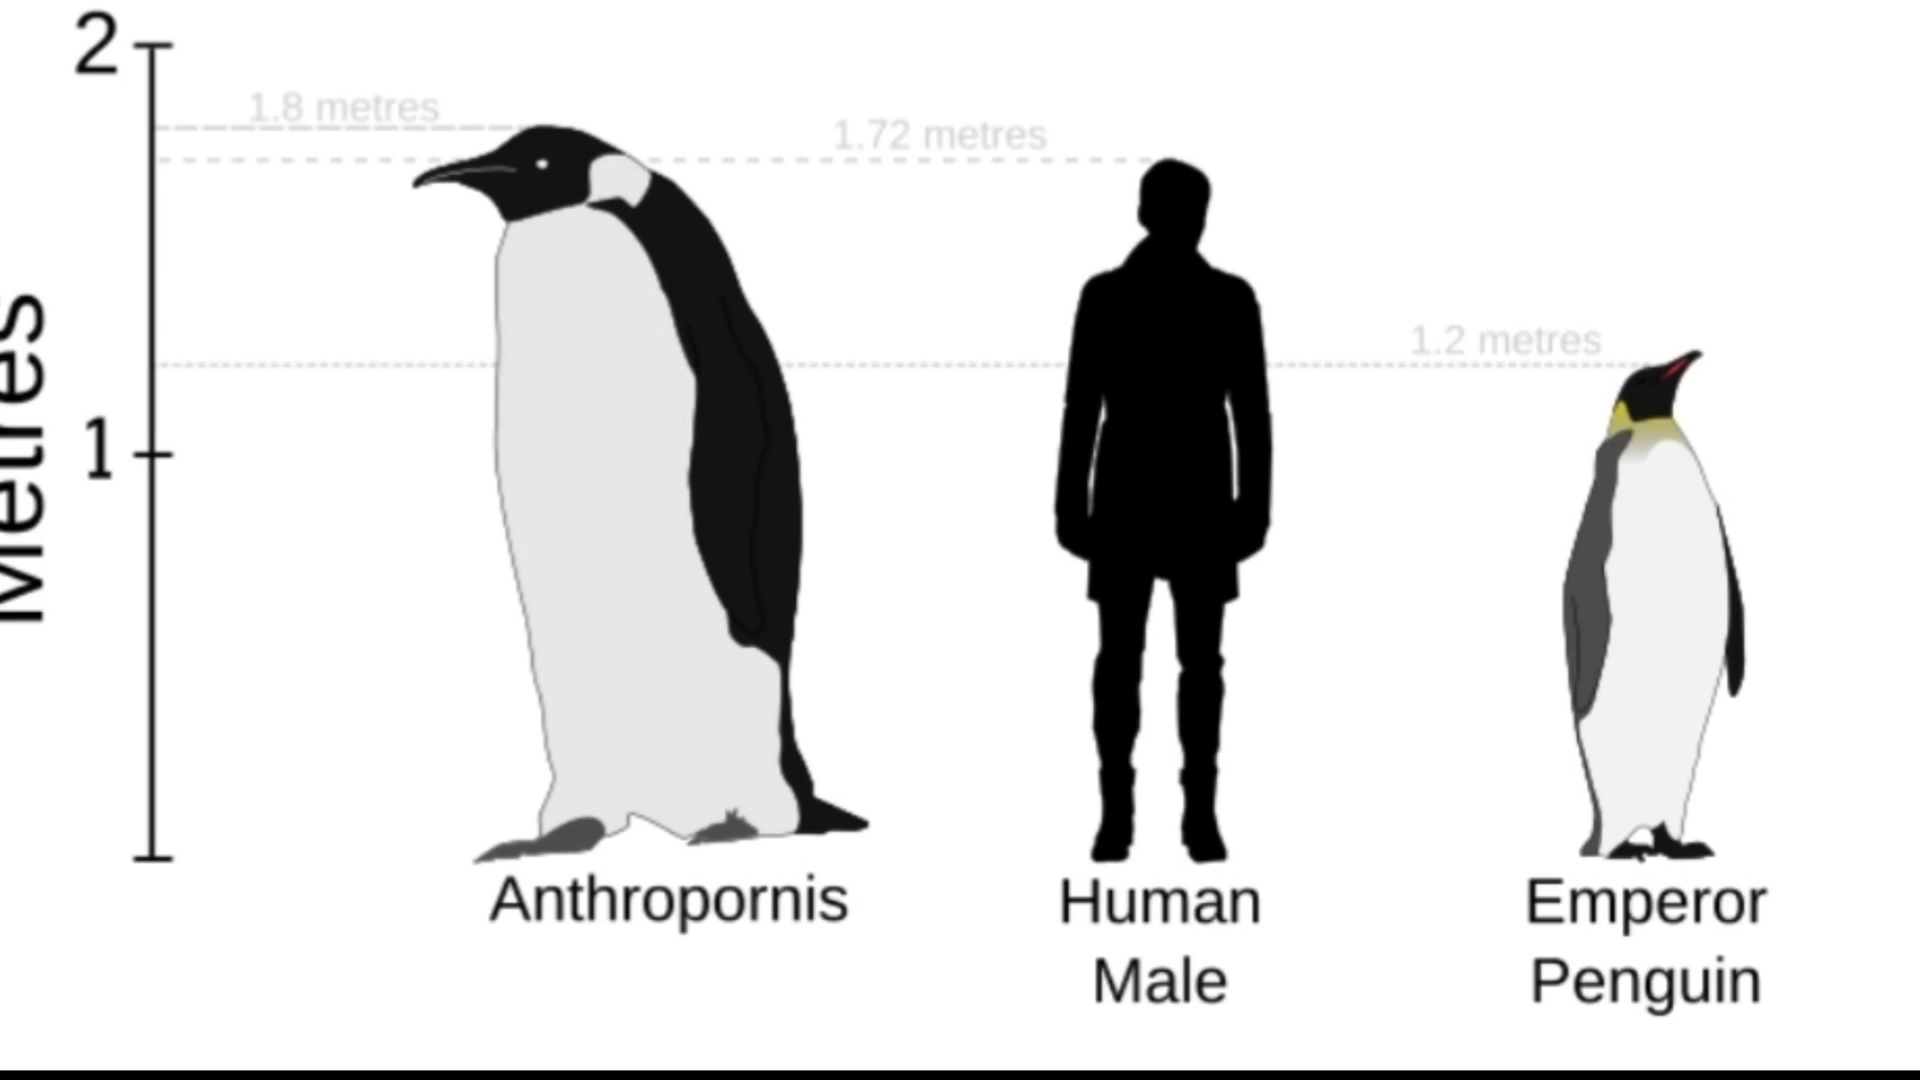 2
1.8 metres
1.72 metres
1.2 metres
1
Metres
Anthropornis
Human
Male
Emperor
Penguin